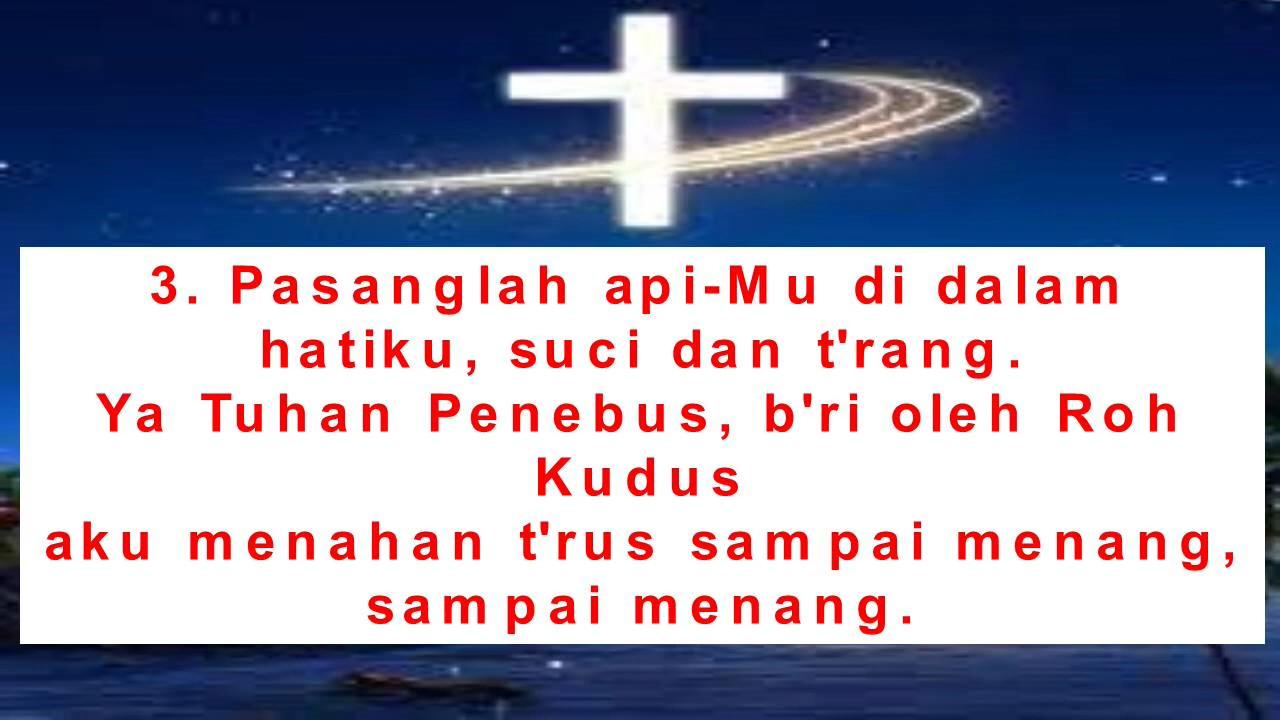 3. Pasanglah api-Mu di dalam
hatiku, suci dan t'rang.
Ya Tuhan Penebus, b'ri oleh Roh
Kudus
aku menahan t'rus sampai menang,
sampai menang.